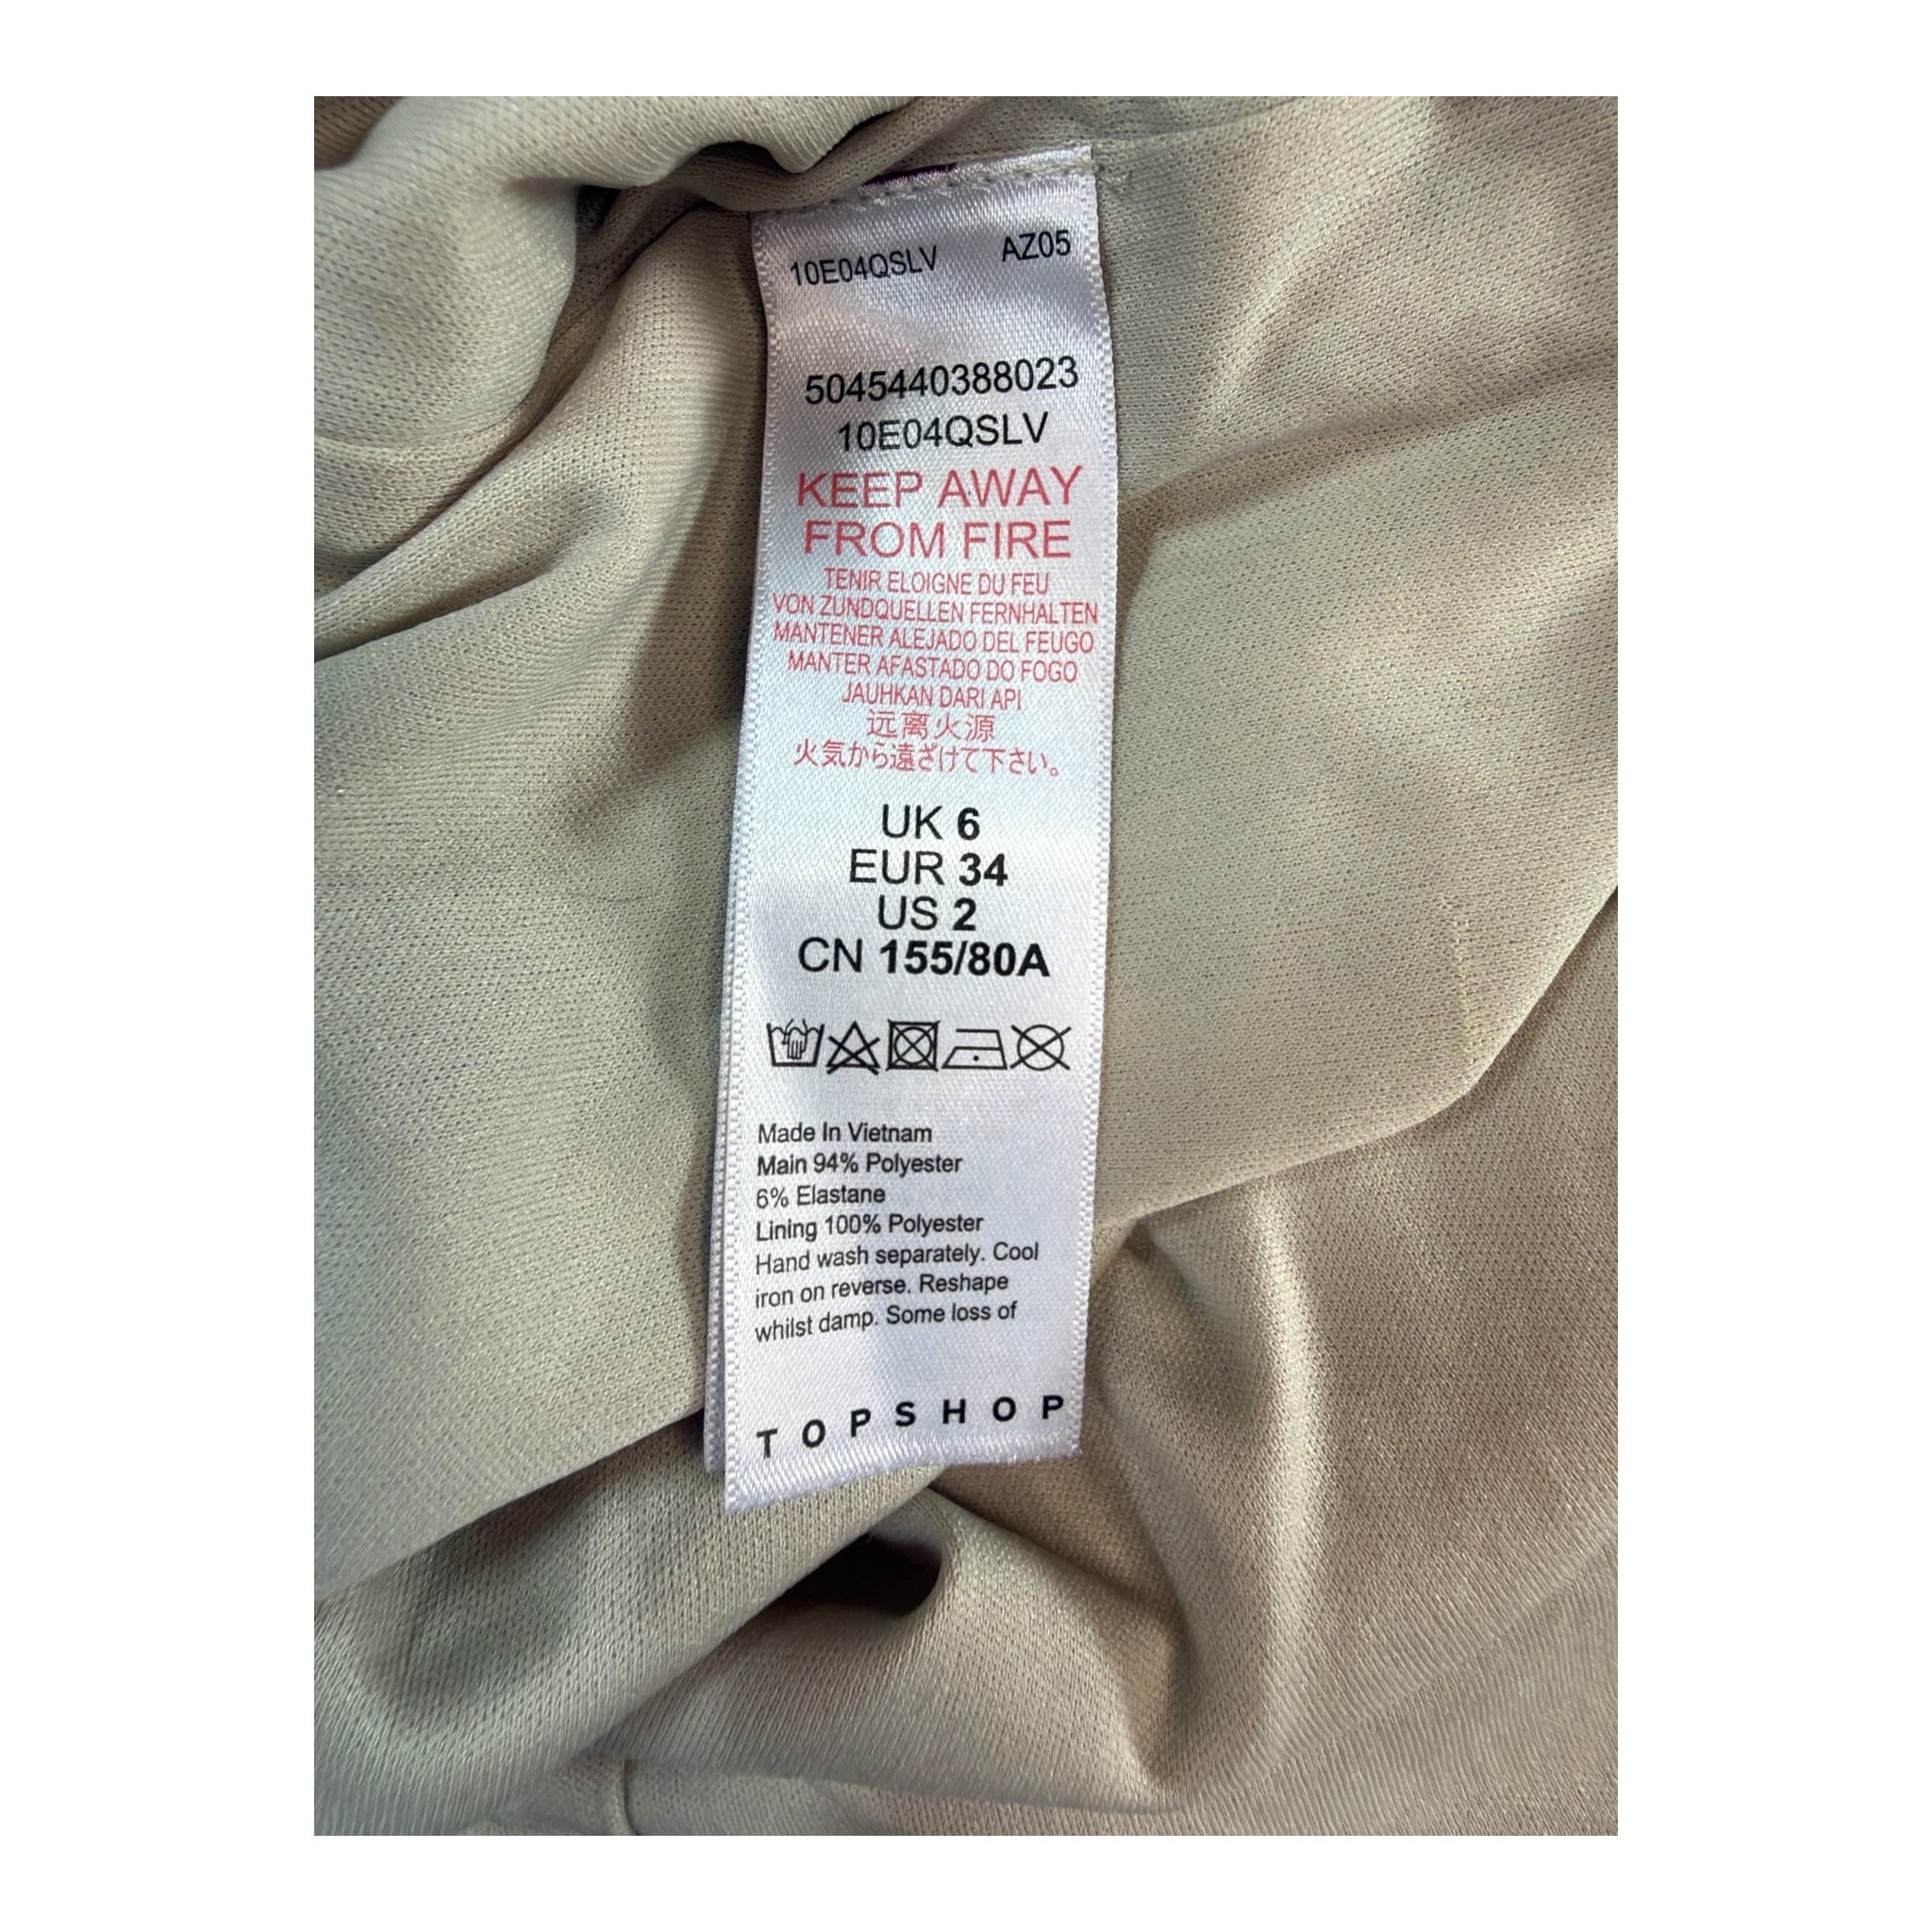 10E04QSLV AZ05
5045440388023
10E04QSLV
KEEP AWAY
FROM FIRE
TENIR ELOIGNE DU FEU
VON ZUNDQUELLEN FERNHALTEN
MANTENER ALEJADO DEL FEUGO
MANTER AFASTADO DO FOGO
JAUHKAN DARI API
远离火源
火気から遠ざけて下さい。
UK 6
EUR 34
US 2
CN 155/80A
Made In Vietnam
Main 94% Polyester
6% Elastane
Lining 100% Polyester
Hand wash separately. Cool
iron on reverse. Reshape
whilst damp. Some loss of
TOPSHOP